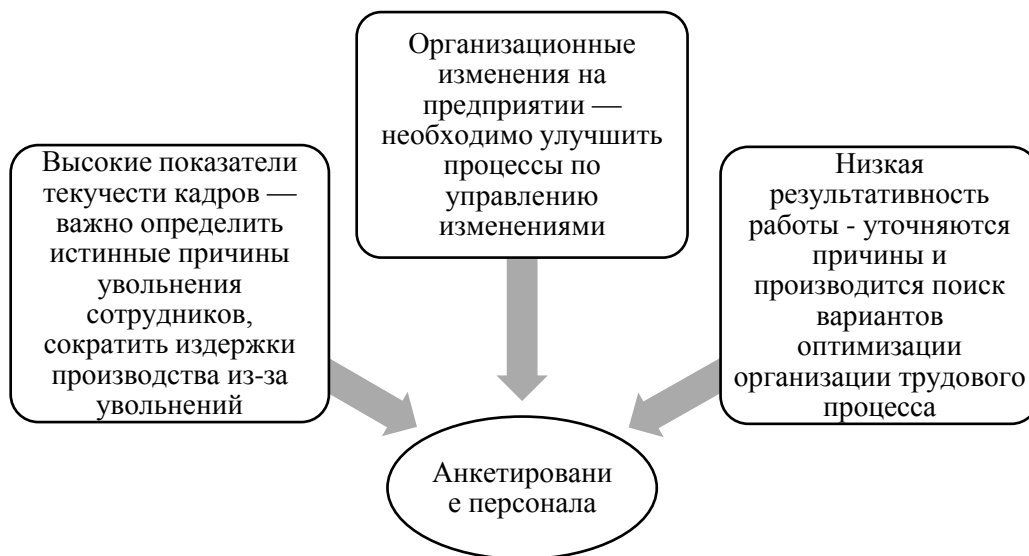 Высокие показатели
текучести кадров —
важно определить
истинные причины
увольнения
сотрудников,
сократить издержки
производства из-за
увольнений
Организационные
изменения на
предприятии —
необходимо улучшить
процессы по
управлению
изменениями
Низкая
результативность
работы - уточняются
причины и
производится поиск
вариантов
оптимизации
организации трудового
процесса
Анкетировани
е персонала